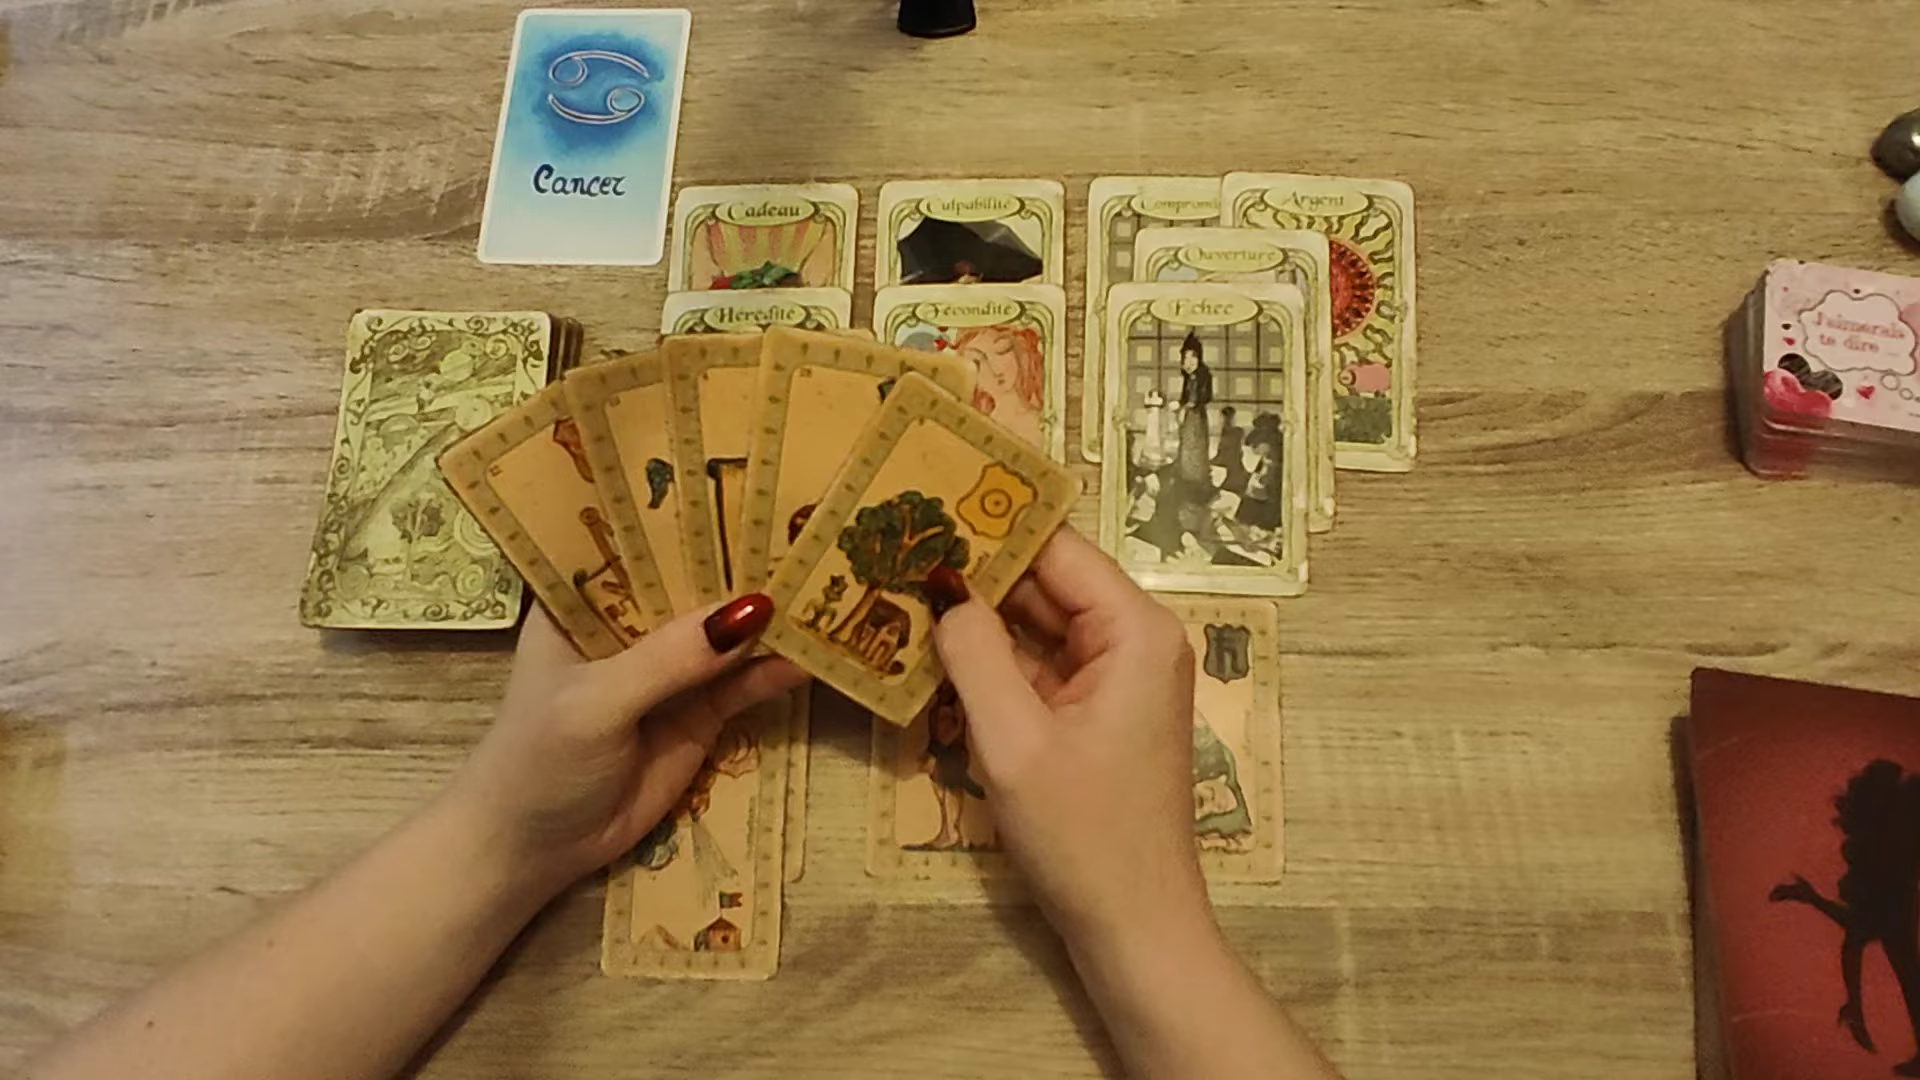 Cancer
Cadeau
Culpabilité
Compromis
Argent
Ouverture
Hérédité
Fécondité
Echec
J'aimerais
te dire ...